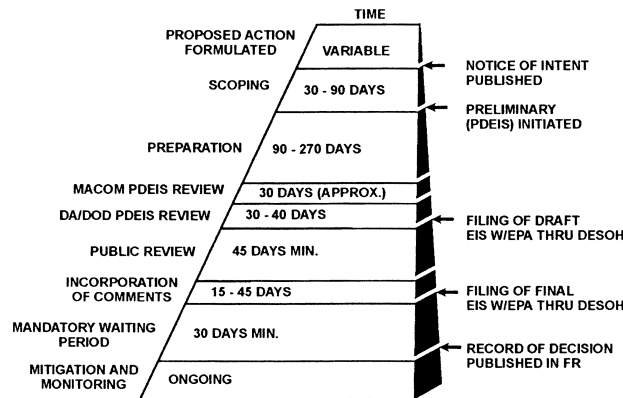 TIME
PROPOSED ACTION
FORMULATED
VARIABLE
NOTICE OF INTENT
PUBLISHED
SCOPING
30 - 90 DAYS
PRELIMINARY
(PDEIS) INITIATED
PREPARATION
90 - 270 DAYS
MACOM PDEIS REVIEW
30 DAYS (APPROX.)
DA/DOD PDEIS REVIEW
30 - 40 DAYS
FILING OF DRAFT
EIS W/EPA THRU DESOH
PUBLIC REVIEW
45 DAYS MIN.
INCORPORATION
OF COMMENTS
15 - 45 DAYS
FILING OF FINAL
EIS W/EPA THRU DESOH
MANDATORY WAITING
PERIOD
30 DAYS MIN.
RECORD OF DECISION
PUBLISHED IN FR
MITIGATION AND
MONITORING
ONGOING